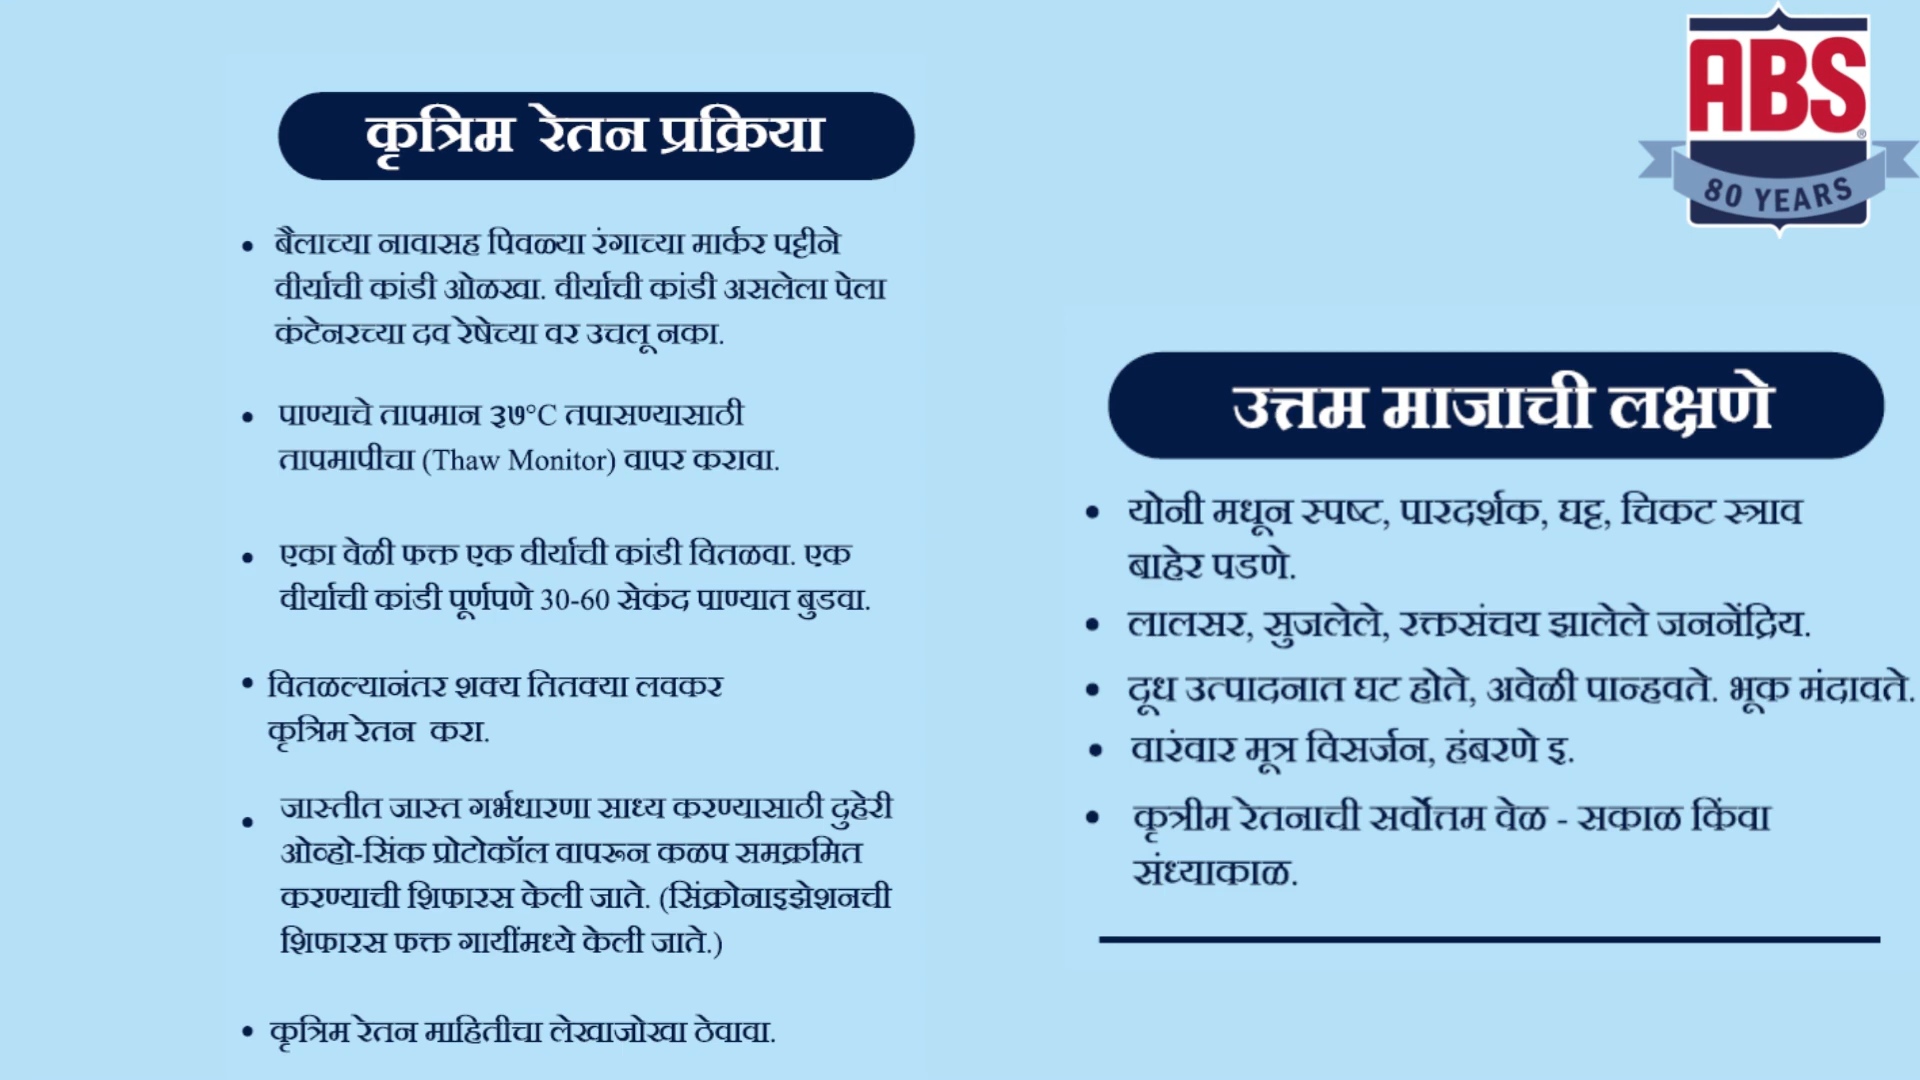 कृत्रिम रेतन प्रक्रिया
• बैलाच्या नावासह पिवळ्या रंगाच्या मार्कर पट्टीने
वीर्याची कांडी ओळखा. वीर्याची कांडी असलेला पेला
कंटेनरच्या दव रेषेच्या वर उचलू नका.
• पाण्याचे तापमान ३७°C तपासण्यासाठी
तापमापीचा (Thaw Monitor) वापर करावा.
• एका वेळी फक्त एक वीर्याची कांडी वितळवा. एक
वीर्याची कांडी पूर्णपणे 30-60 सेकंद पाण्यात बुडवा.
• वितळल्यानंतर शक्य तितक्या लवकर
कृत्रिम रेतन करा.
• जास्तीत जास्त गर्भधारणा साध्य करण्यासाठी दुहेरी
ओव्हो-सिंक प्रोटोकॉल वापरून कळप समक्रमित
करण्याची शिफारस केली जाते. (सिंक्रोनाइझेशनची
शिफारस फक्त गायींमध्ये केली जाते.)
• कृत्रिम रेतन माहितीचा लेखाजोखा ठेवावा.
ABS®
80 YEARS
उत्तम माजाची लक्षणे
• योनी मधून स्पष्ट, पारदर्शक, घट्ट, चिकट स्त्राव
बाहेर पडणे.
• लालसर, सुजलेले, रक्तसंचय झालेले जननेंद्रिय.
• दूध उत्पादनात घट होते, अवेळी पान्हवते. भूक मंदावते.
• वारंवार मूत्र विसर्जन, हंबरणे इ.
• कृत्रीम रेतनाची सर्वोत्तम वेळ - सकाळ किंवा
संध्याकाळ.